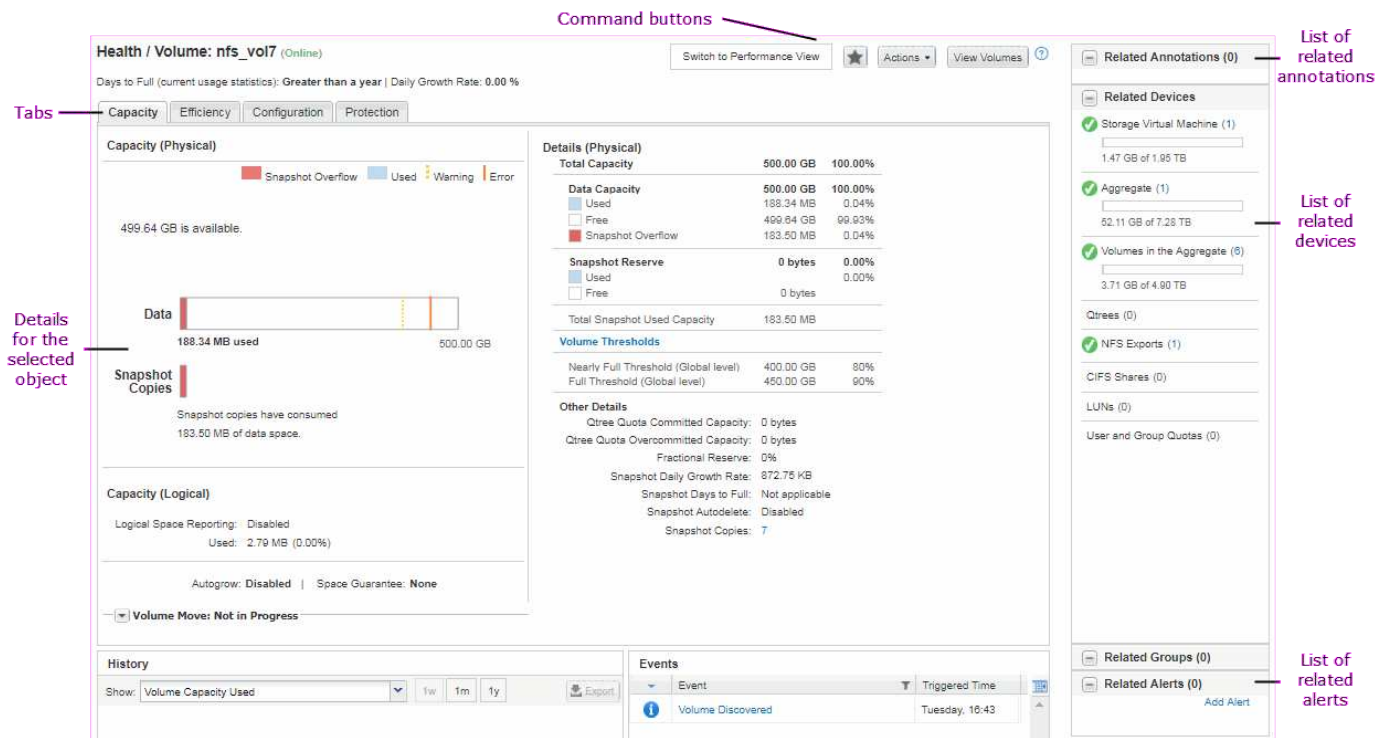 Command buttons
Health / Volume: nfs_vol7 (Online)
Switch to Performance View
Actions
View Volumes
?
Days to Full (current usage statistics): Greater than a year | Daily Growth Rate: 0.00 %
Tabs
Capacity
Efficiency
Configuration
Protection
Capacity (Physical)
Snapshot Overflow
Used
Warning
Error
499.64 GB is available.
Data
188.34 MB used
500.00 GB
Details
for the
selected
object
Snapshot
Copies
Snapshot copies have consumed
183.50 MB of data space.
Capacity (Logical)
Logical Space Reporting: Disabled
Used: 2.79 MB (0.00%)
Autogrow: Disabled | Space Guarantee: None
Volume Move: Not in Progress
Details (Physical)
Total Capacity 500.00 GB 100.00%
Data Capacity 500.00 GB 100.00%
Used 188.34 MB 0.04%
Free 499.64 GB 99.93%
Snapshot Overflow 183.50 MB 0.04%
Snapshot Reserve 0 bytes 0.00%
Used 0.00%
Free 0 bytes
Total Snapshot Used Capacity 183.50 MB
Volume Thresholds
Nearly Full Threshold (Global level) 400.00 GB 80%
Full Threshold (Global level) 450.00 GB 90%
Other Details
Qtree Quota Committed Capacity: 0 bytes
Qtree Quota Overcommitted Capacity: 0 bytes
Fractional Reserve: 0%
Snapshot Daily Growth Rate: 872.75 KB
Snapshot Days to Full: Not applicable
Snapshot Autodelete: Disabled
Snapshot Copies: 7
Related Annotations (0)
List of
related
annotations
Related Devices
Storage Virtual Machine (1)
1.47 GB of 1.95 TB
Aggregate (1)
52.11 GB of 7.28 TB
List of
related
devices
Volumes in the Aggregate (6)
3.71 GB of 4.90 TB
Qtrees (0)
NFS Exports (1)
CIFS Shares (0)
LUNs (0)
User and Group Quotas (0)
Related Groups (0)
Related Alerts (0)
Add Alert
List of
related
alerts
History
Show: Volume Capacity Used
1w
1m
1y
Export
Events
Event
Triggered Time
Volume Discovered
Tuesday, 16:43